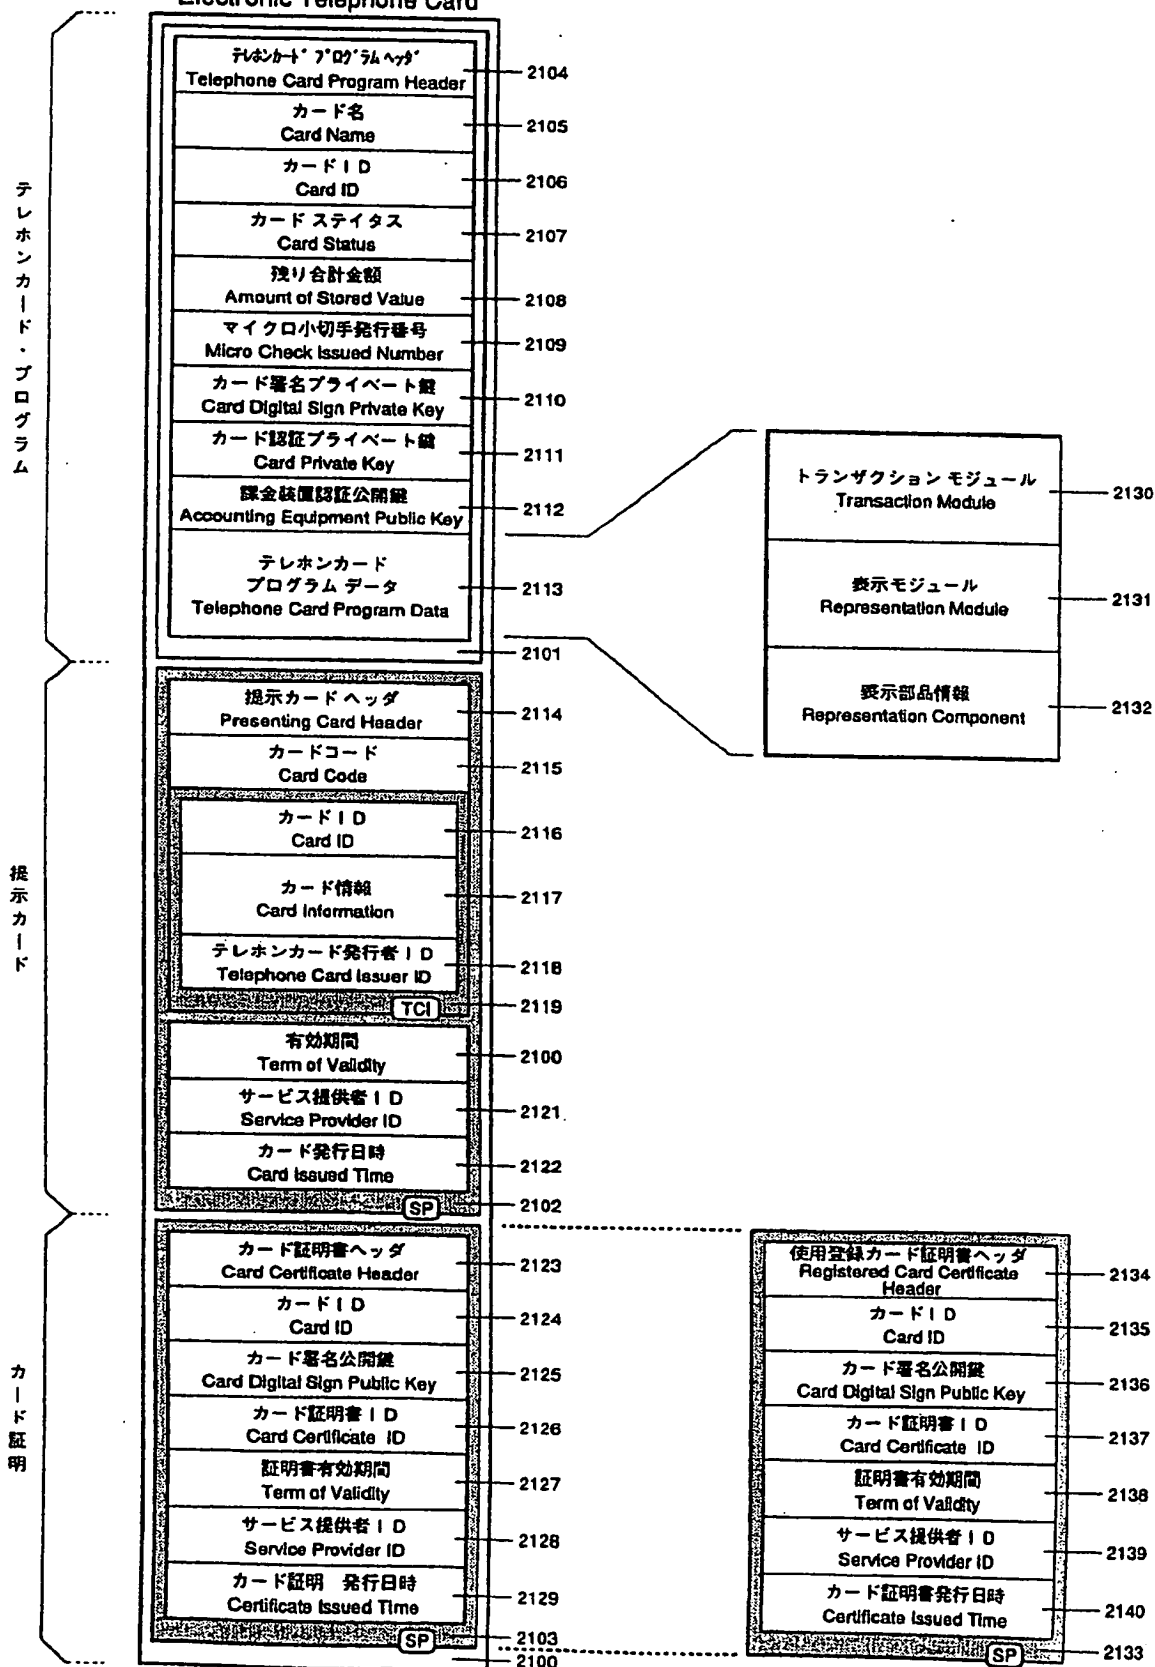 Electronic Telephone Card
テレホンカード プログラム ヘッダ
Telephone Card Program Header
2104
カード名
Card Name
2105
カード I D
Card ID
2106
カード ステイタス
Card Status
2107
残り合計金額
Amount of Stored Value
2108
マイクロ小切手発行番号
Micro Check Issued Number
2109
カード署名プライベート鍵
Card Digital Sign Private Key
2110
カード認証プライベート鍵
Card Private Key
2111
課金装置認証公開鍵
Accounting Equipment Public Key
2112
テレホンカード
プログラム データ
Telephone Card Program Data
2113
2101
テレホンカード・プログラム
トランザクション モジュール
Transaction Module
2130
表示モジュール
Representation Module
2131
表示部品情報
Representation Component
2132
提示カード ヘッダ
Presenting Card Header
2114
カードコード
Card Code
2115
カード I D
Card ID
2116
カード情報
Card Information
2117
テレホンカード発行者 I D
Telephone Card Issuer ID
2118
TCI
2119
有効期間
Term of Validity
2100
サービス提供者 I D
Service Provider ID
2121
カード発行日時
Card Issued Time
2122
SP
2102
提示カード
カード証明書ヘッダ
Card Certificate Header
2123
カード I D
Card ID
2124
カード署名公開鍵
Card Digital Sign Public Key
2125
カード証明書 I D
Card Certificate ID
2126
証明書有効期間
Term of Validity
2127
サービス提供者 I D
Service Provider ID
2128
カード証明 発行日時
Certificate Issued Time
2129
SP
2103
2100
カード証明
使用登録カード証明書ヘッダ
Registered Card Certificate
Header
2134
カード I D
Card ID
2135
カード署名公開鍵
Card Digital Sign Public Key
2136
カード証明書 I D
Card Certificate ID
2137
証明書有効期間
Term of Validity
2138
サービス提供者 I D
Service Provider ID
2139
カード証明書発行日時
Certificate Issued Time
2140
SP
2133